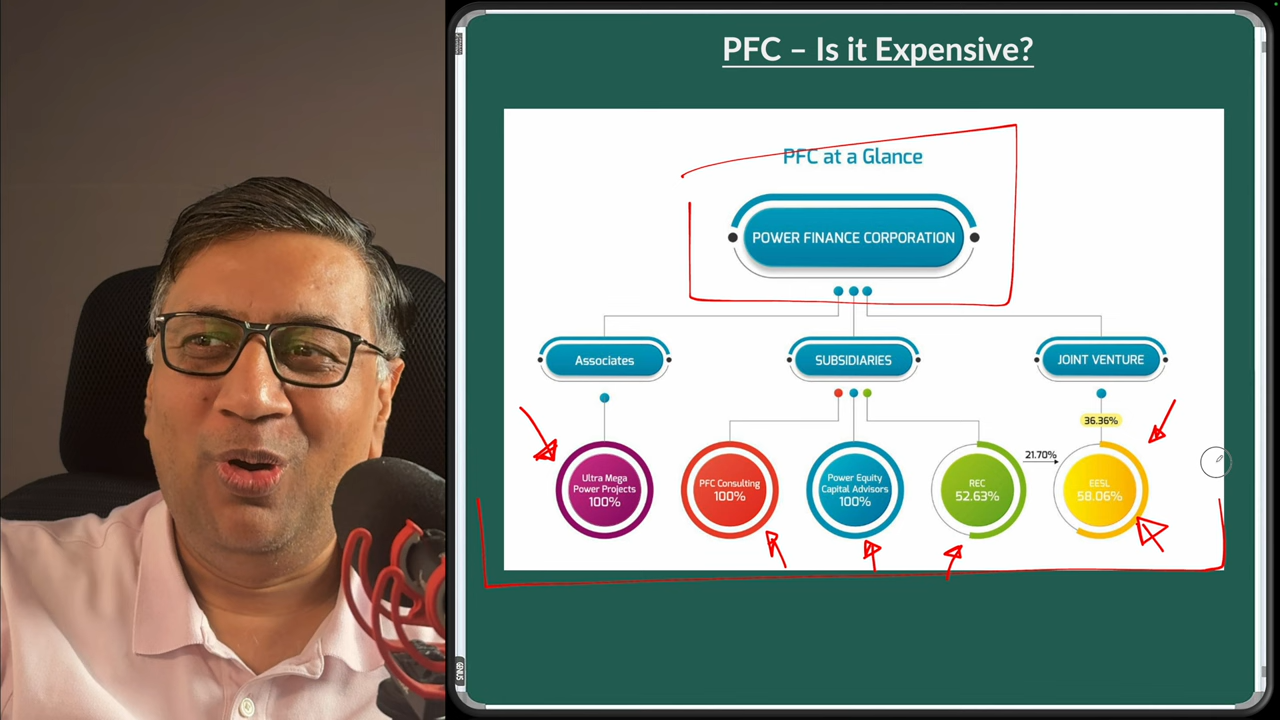 PFC – Is it Expensive?
PFC at a Glance
POWER FINANCE CORPORATION
Associates
SUBSIDIARIES
JOINT VENTURE
36.36%
21.70%
Ultra Mega
Power Projects
100%
PFC Consulting
100%
Power Equity
Capital Advisors
100%
REC
52.63%
EESL
58.06%
GENIUS